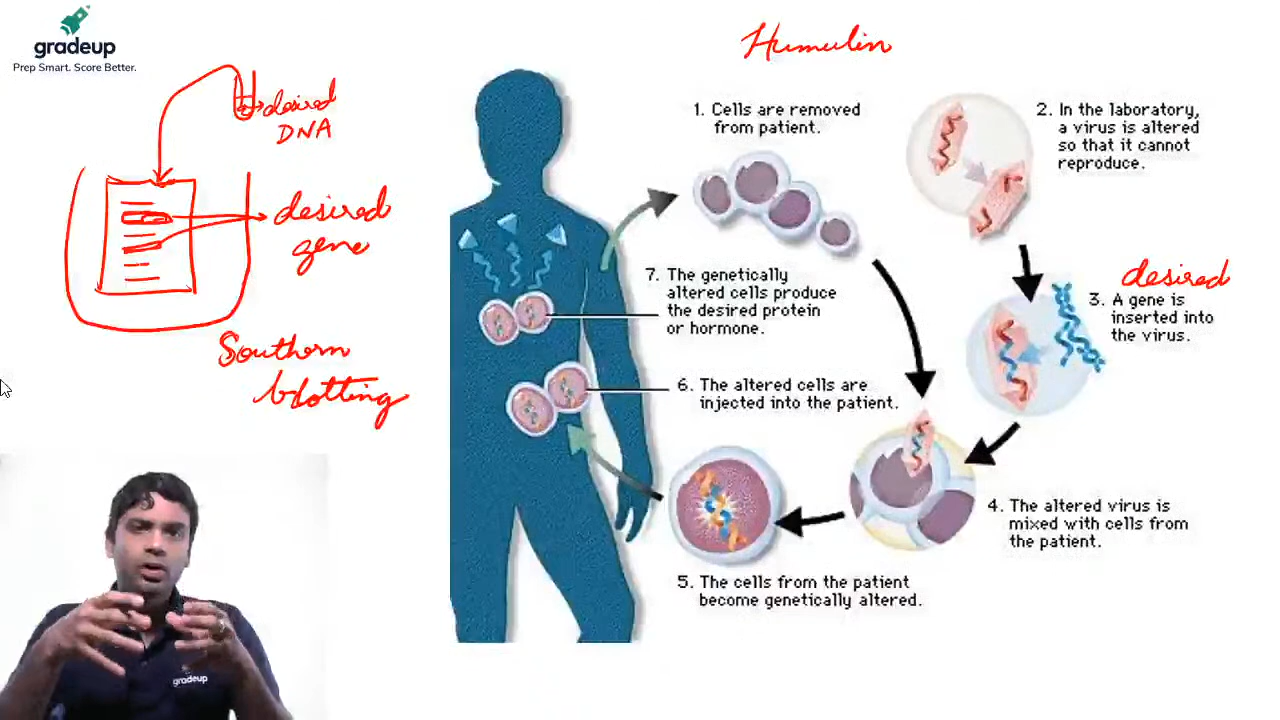 gradeup
Prep Smart. Score Better.
Humulin
desired
DNA
desired
gene
Southern
blotting
1. Cells are removed
from patient.
2. In the laboratory,
a virus is altered
so that it cannot
reproduce.
desired
3. A gene is
inserted into
the virus.
4. The altered virus is
mixed with cells from
the patient.
5. The cells from the patient
become genetically altered.
6. The altered cells are
injected into the patient.
7. The genetically
altered cells produce
the desired protein
or hormone.
gradeup